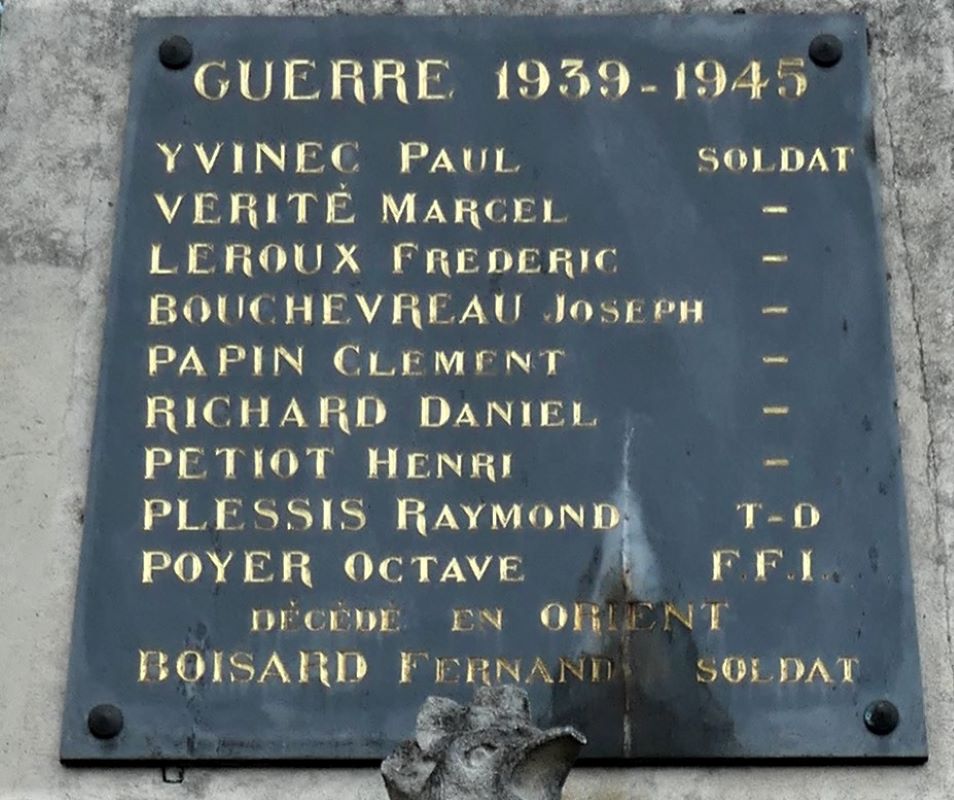 GUERRE 1939-1945
YVINEC PAUL SOLDAT
VERITÉ MARCEL -
LEROUX FREDERIC -
BOUCHEVREAU JOSEPH -
PAPIN CLEMENT -
RICHARD DANIEL -
PETIOT HENRI -
PLESSIS RAYMOND T-D
POYER OCTAVE F.F.I.
DÉCÉDÉ EN ORIENT
BOISARD FERNAND SOLDAT